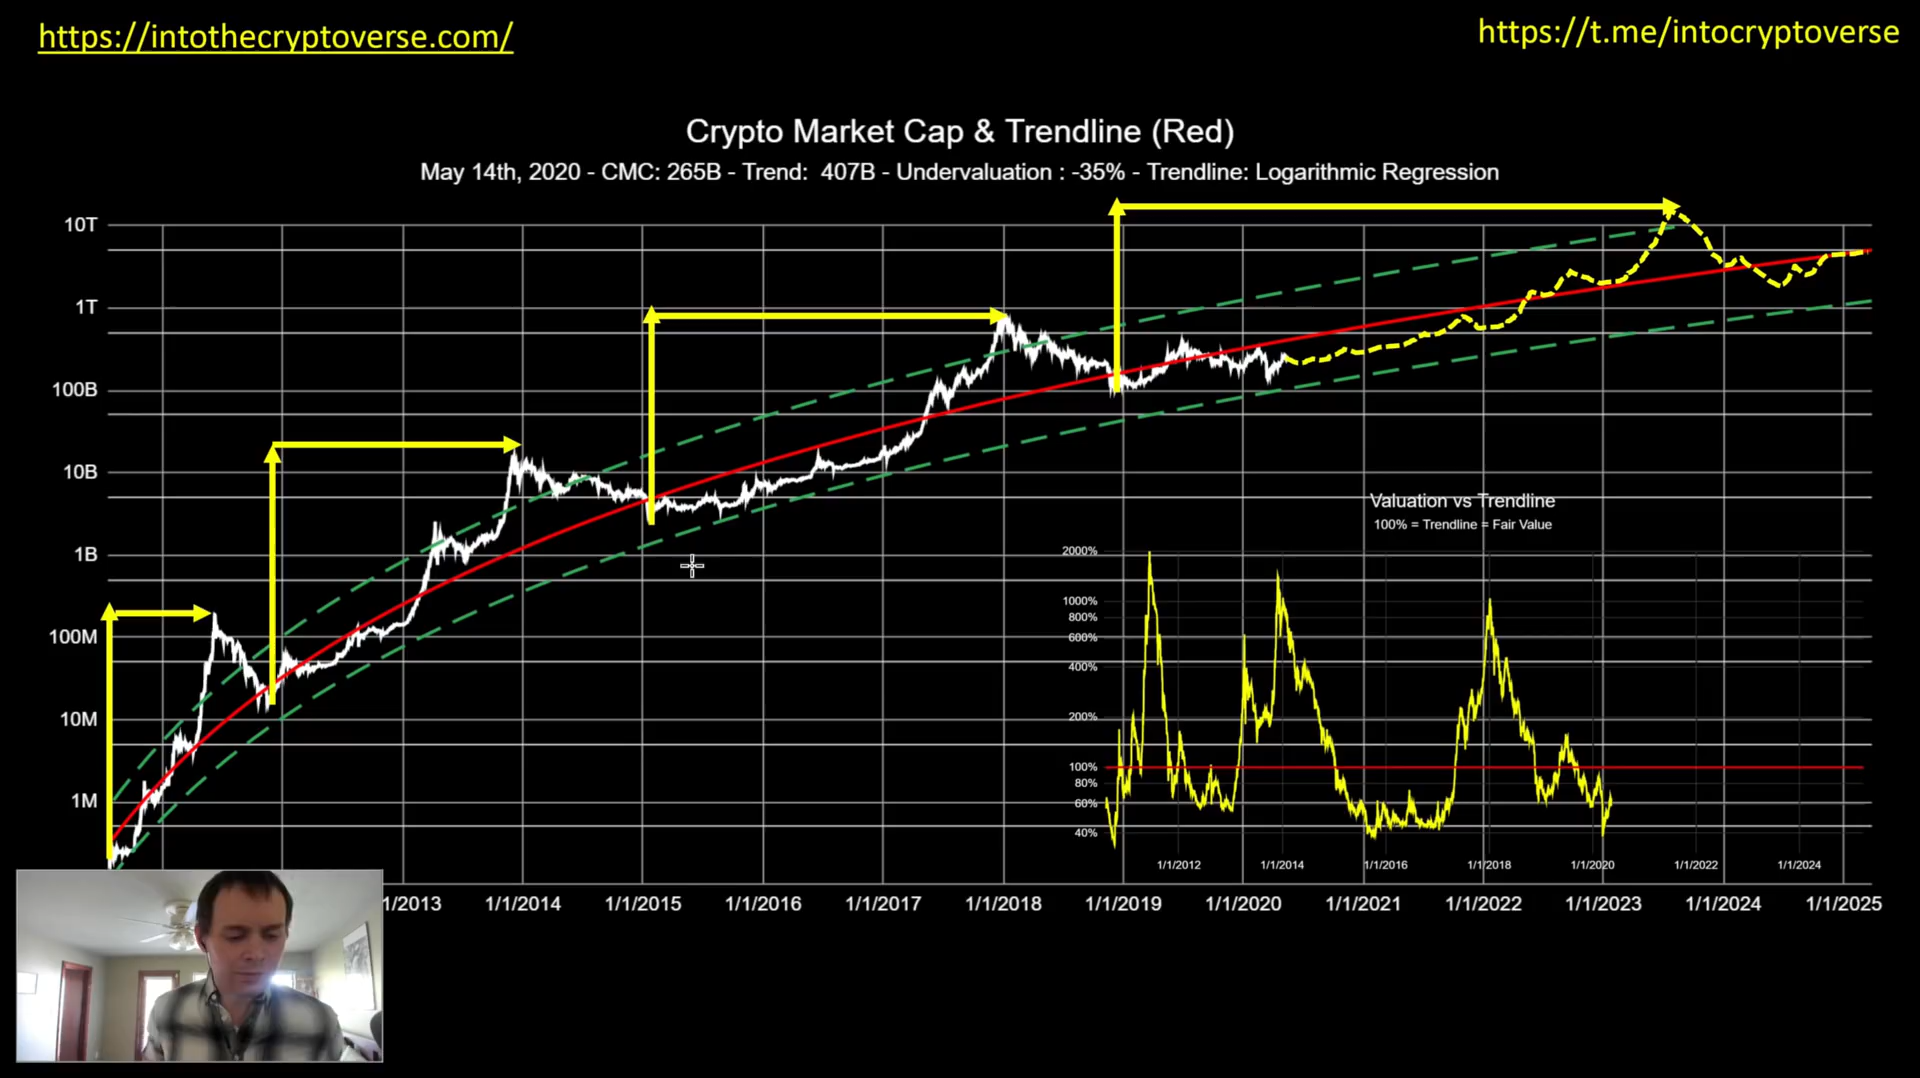 https://intothecryptoverse.com/
https://t.me/intocryptoverse
Crypto Market Cap & Trendline (Red)
May 14th, 2020 - CMC: 265B - Trend: 407B - Undervaluation : -35% - Trendline: Logarithmic Regression
10T
1T
100B
10B
1B
100M
10M
1M
Valuation vs Trendline
100% = Trendline = Fair Value
2000%
1000%
800%
600%
400%
200%
100%
80%
60%
40%
1/1/2012 1/1/2014 1/1/2016 1/1/2018 1/1/2020 1/1/2022 1/1/2024
/1/2013 1/1/2014 1/1/2015 1/1/2016 1/1/2017 1/1/2018 1/1/2019 1/1/2020 1/1/2021 1/1/2022 1/1/2023 1/1/2024 1/1/2025